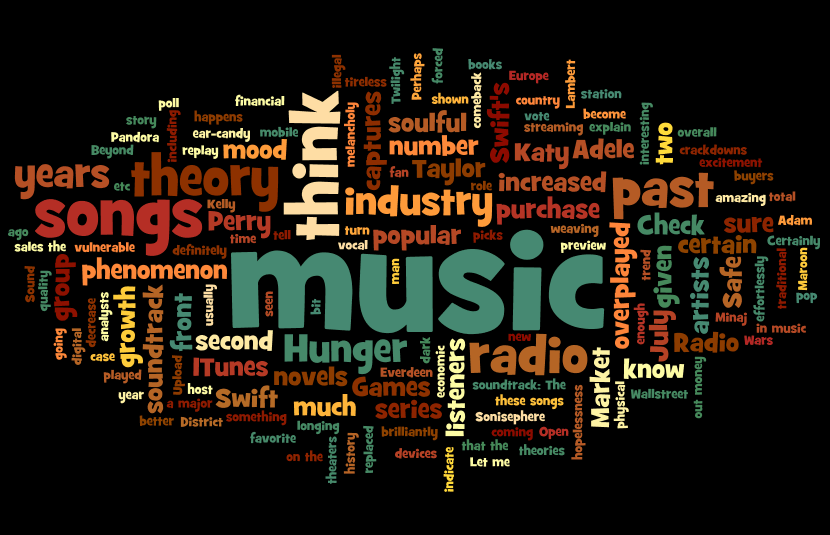 illegal
tireless
Twilight
Perhaps
forced
books
Europe
comeback
Lambert
poll
financial
shown
country
station
story
happens
including
think
melancholy
captures
soulful
Swift's
vote
become
streaming
explain
interesting
two
overall
Pandora
ear-candy
mobile
Beyond
replay
mood
number
Katy
Adele
crackdowns
excitement
years
etc
theory
fan
Taylor
role
increased
past
buyers
amazing
total
songs
Kelly
Perry
industry
purchase
Check
sure
Adam
ago
time
tell
turn
popular
picks
weaving
certain
Certainly
sales the
vulnerable
definitely
vocal
preview
overplayed
trend
given
artists
safe
effortlessly
traditional
Maroon
Sound
quality
group
phenomenon
music
man
pop
going
digital
decrease
analysts
growth
soundtrack
front
usually
seen
bit
enough
July
Minaj
in music
case
second
Hunger
dark
new
radio
Radio
Wars
played
Upload
ITunes
novels
Everdeen
economic
listeners
soundtrack: The
hopelessness
Market
physical
know
out money
year
host
Swift
Games
these songs
Wallstreet
a major
much
series
Sonisephere
better
District
something
favorite
longing
brilliantly
coming
Open
on the
theaters
history
replaced
devices
indicate
that the
theories
Let me